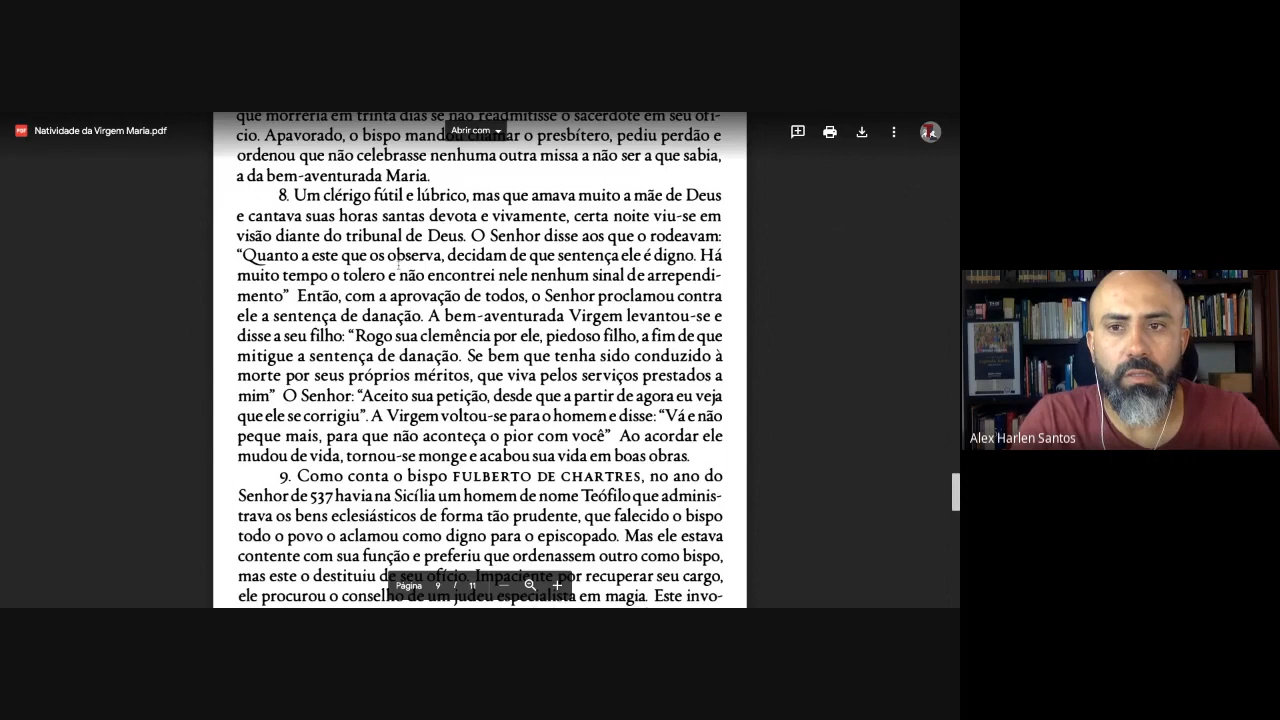 Natividade da Virgem Maria.pdf
Abrir com
que morreria em trinta dias se não readmitisse o sacerdote em seu ofí-
cio. Apavorado, o bispo mandou chamar o presbítero, pediu perdão e
ordenou que não celebrasse nenhuma outra missa a não ser a que sabia,
a da bem-aventurada Maria.
8. Um clérigo fútil e lúbrico, mas que amava muito a mãe de Deus
e cantava suas horas santas devota e vivamente, certa noite viu-se em
visão diante do tribunal de Deus. O Senhor disse aos que o rodeavam:
“Quanto a este que os observa, decidam de que sentença ele é digno. Há
muito tempo o tolero e não encontrei nele nenhum sinal de arrependi-
mento” Então, com a aprovação de todos, o Senhor proclamou contra
ele a sentença de danação. A bem-aventurada Virgem levantou-se e
disse a seu filho: “Rogo sua clemência por ele, piedoso filho, a fim de que
mitigue a sentença de danação. Se bem que tenha sido conduzido à
morte por seus próprios méritos, que viva pelos serviços prestados a
mim” O Senhor: “Aceito sua petição, desde que a partir de agora eu veja
que ele se corrigiu”. A Virgem voltou-se para o homem e disse: “Vá e não
peque mais, para que não aconteça o pior com você” Ao acordar ele
mudou de vida, tornou-se monge e acabou sua vida em boas obras.
9. Como conta o bispo FULBERTO DE CHARTRES, no ano do
Senhor de 537 havia na Sicília um homem de nome Teófilo que adminis-
trava os bens eclesiásticos de forma tão prudente, que falecido o bispo
todo o povo o aclamou como digno para o episcopado. Mas ele estava
contente com sua função e preferiu que ordenassem outro como bispo,
mas este o destituiu de seu ofício. Impaciente por recuperar seu cargo,
ele procurou o conselho de um judeu especialista em magia. Este invo-
Página 9 / 11
Alex Harlen Santos